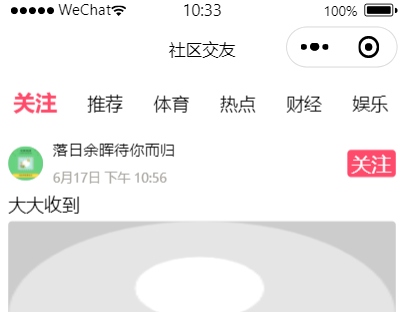 ●●●●● WeChat 10:33 100%
社区交友
关注 推荐 体育 热点 财经 娱乐
落日余晖待你而归
6月17日 下午 10:56
关注
大大收到